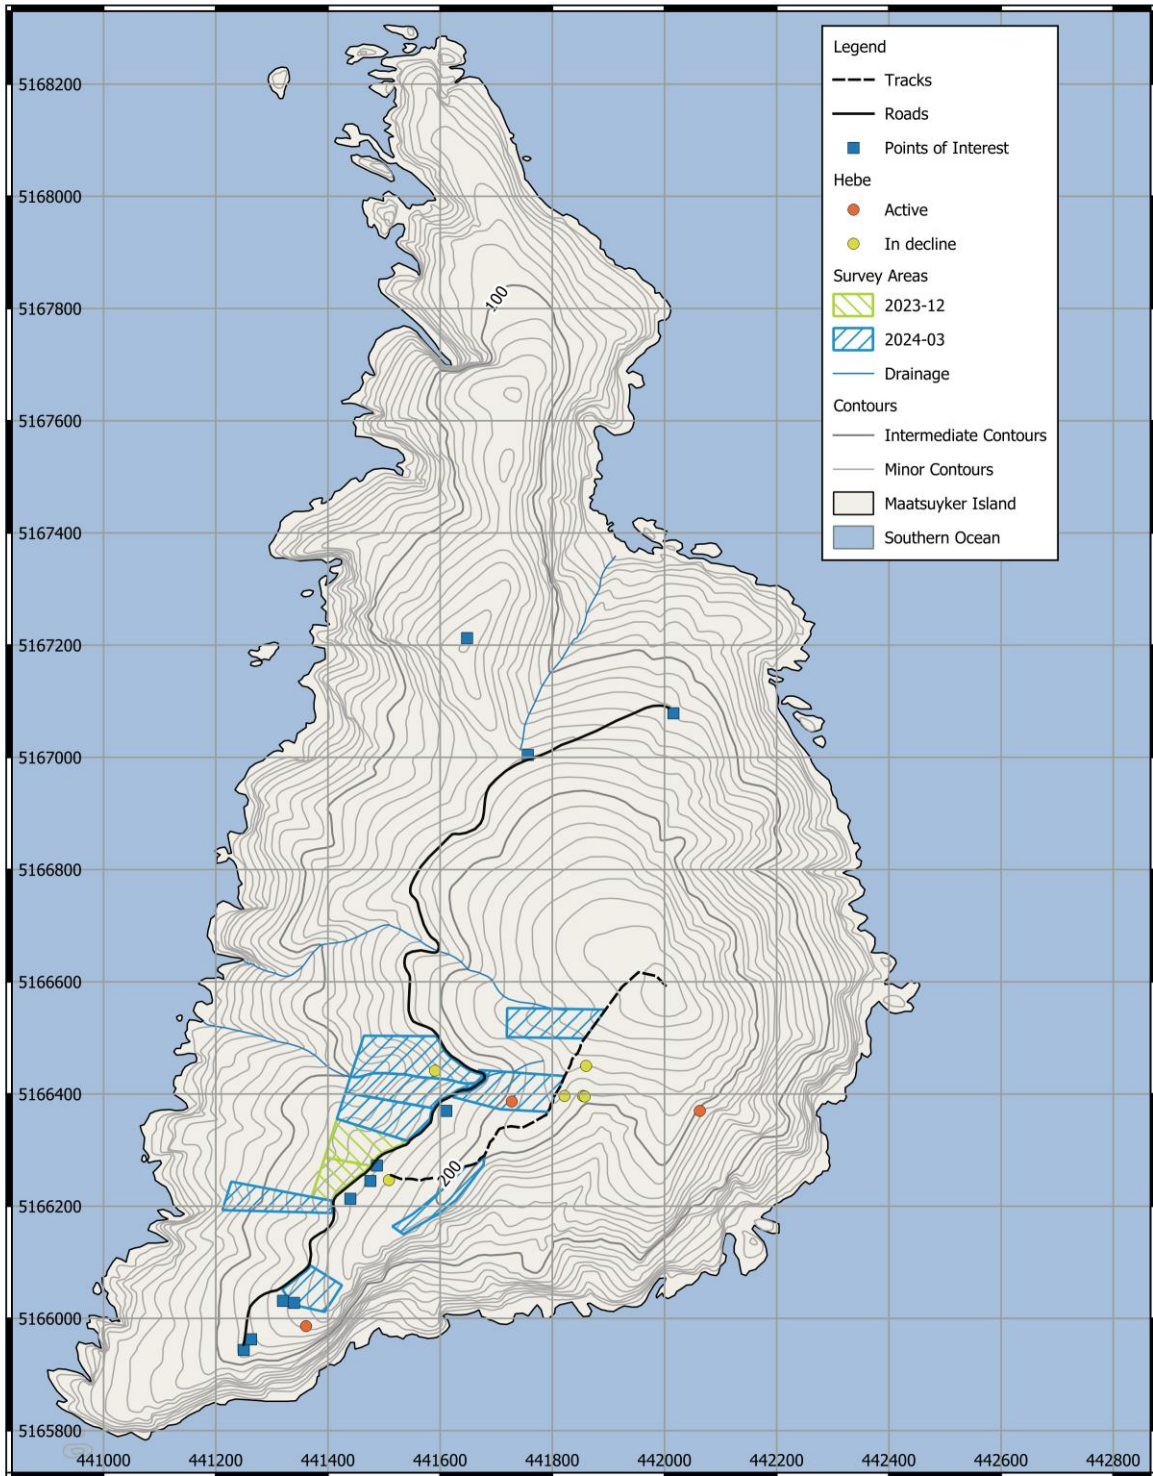 Legend
Tracks
Roads
Points of Interest
Hebe
Active
In decline
Survey Areas
2023-12
2024-03
Drainage
Contours
Intermediate Contours
Minor Contours
Maatsuyker Island
Southern Ocean
5168200
5168000
5167800
100
5167600
5167400
5167200
5167000
5166800
5166600
5166400
5166200
200
5166000
5165800
441000 441200 441400 441600 441800 442000 442200 442400 442600 442800